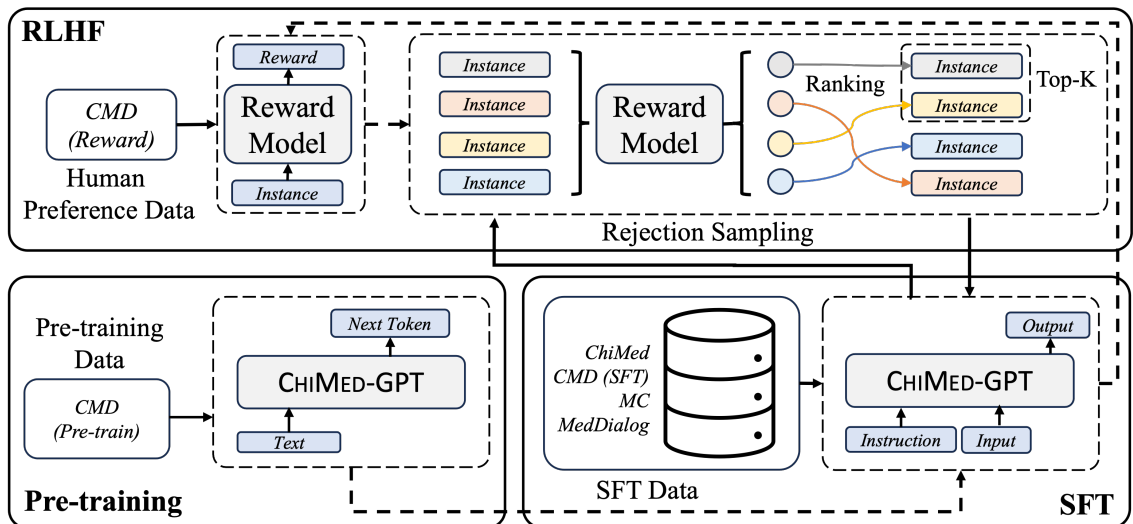 RLHF
CMD
(Reward)
Human
Preference Data
Reward
Reward
Model
Instance
Instance
Instance
Instance
Instance
Reward
Model
Ranking
Instance
Instance
Instance
Instance
Top-K
Rejection Sampling
Pre-training
Data
CMD
(Pre-train)
Next Token
CHIMED-GPT
Text
Pre-training
ChiMed
CMD (SFT)
MC
MedDialog
SFT Data
Output
CHIMED-GPT
Instruction
Input
SFT